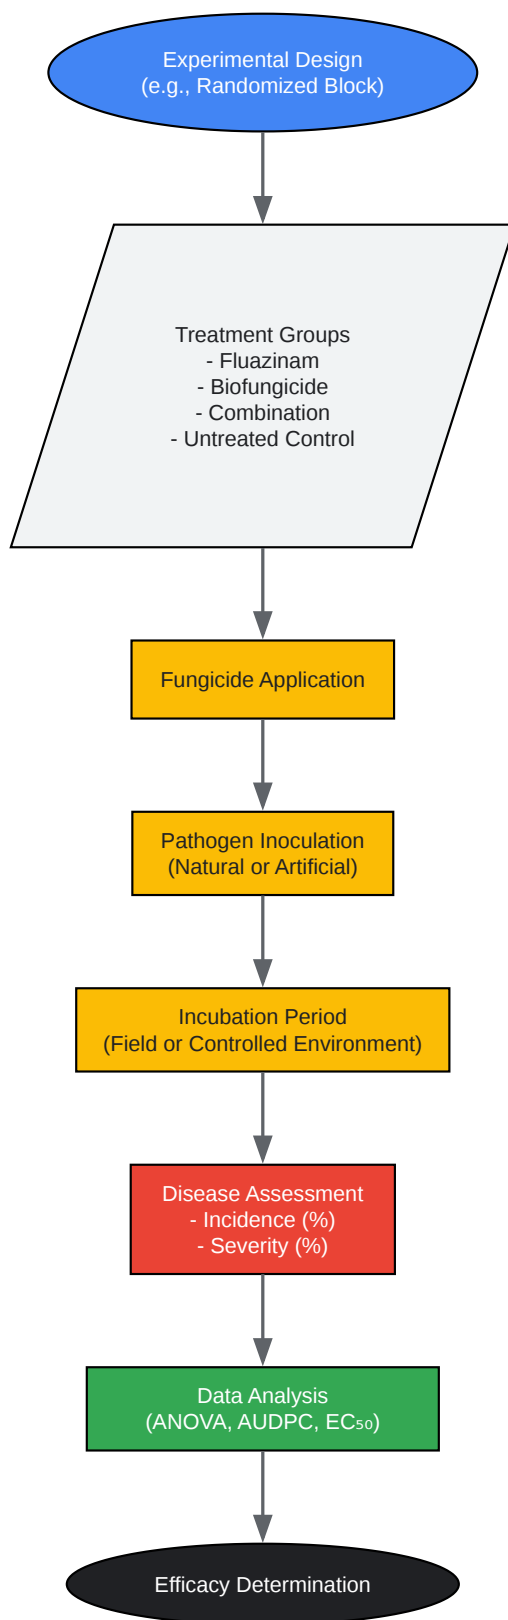 Experimental Design
(e.g., Randomized Block)
Treatment Groups
- Fluazinam
- Biofungicide
- Combination
- Untreated Control
Fungicide Application
Pathogen Inoculation
(Natural or Artificial)
Incubation Period
(Field or Controlled Environment)
Disease Assessment
- Incidence (%)
- Severity (%)
Data Analysis
(ANOVA, AUDPC, EC₅₀)
Efficacy Determination